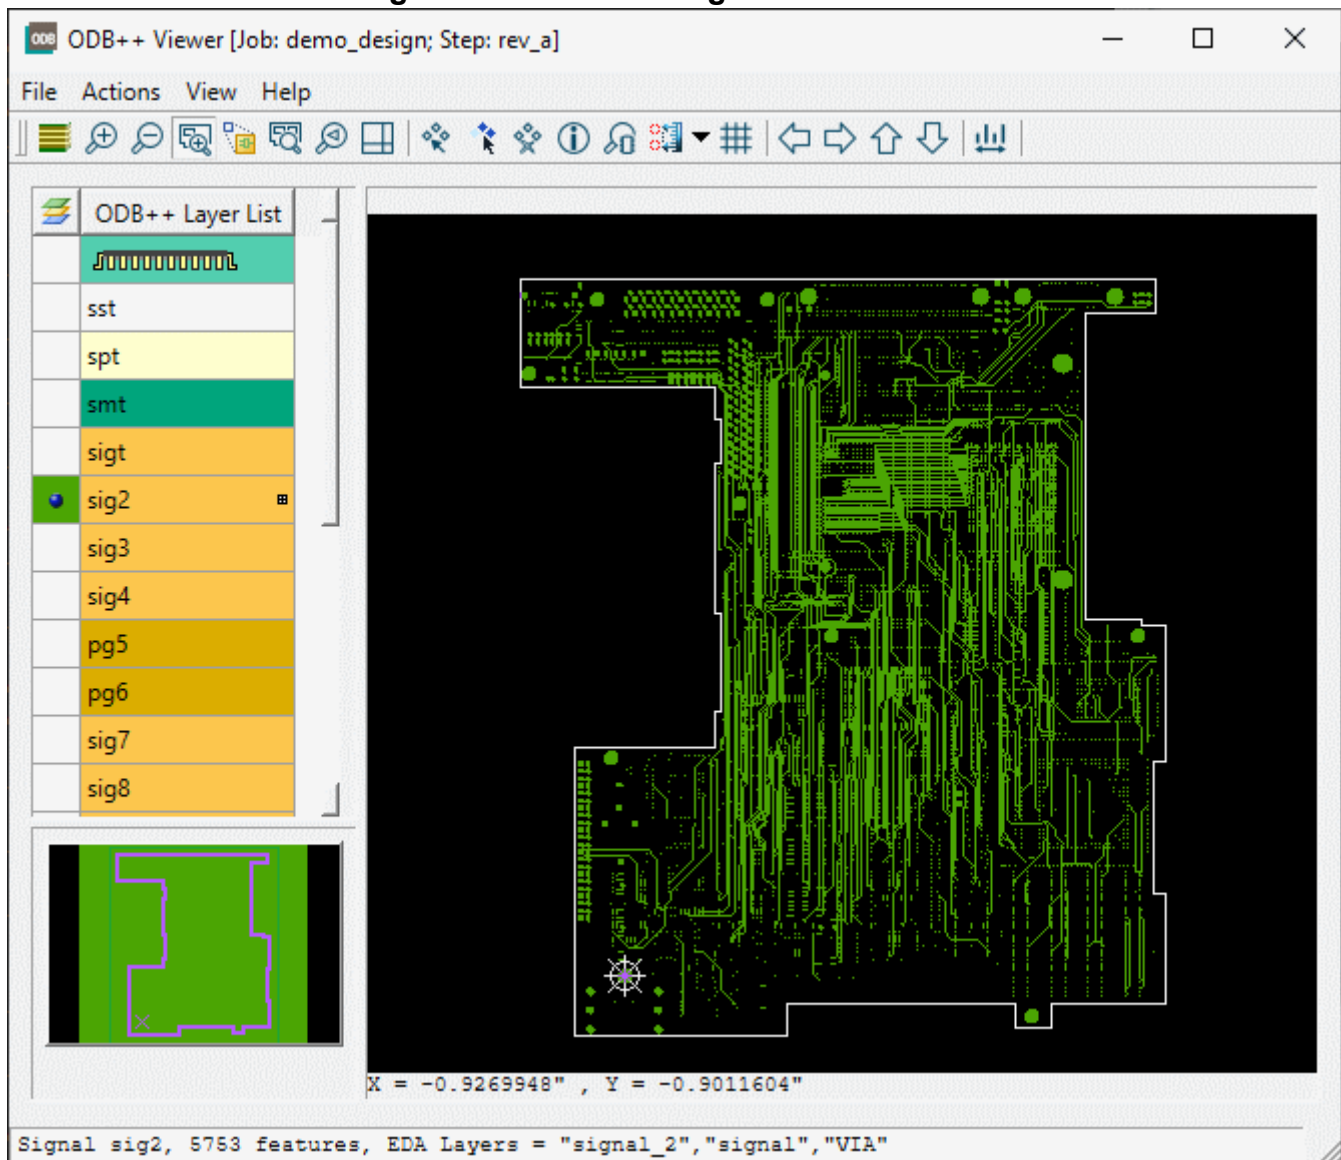 ODB++ Viewer [Job: demo_design; Step: rev_a]
File Actions View Help
ODB++ Layer List
sst
spt
smt
sigt
sig2
sig3
sig4
pg5
pg6
sig7
sig8
X = -0.9269948" , Y = -0.9011604"
Signal sig2, 5753 features, EDA Layers = "signal_2","signal","VIA"